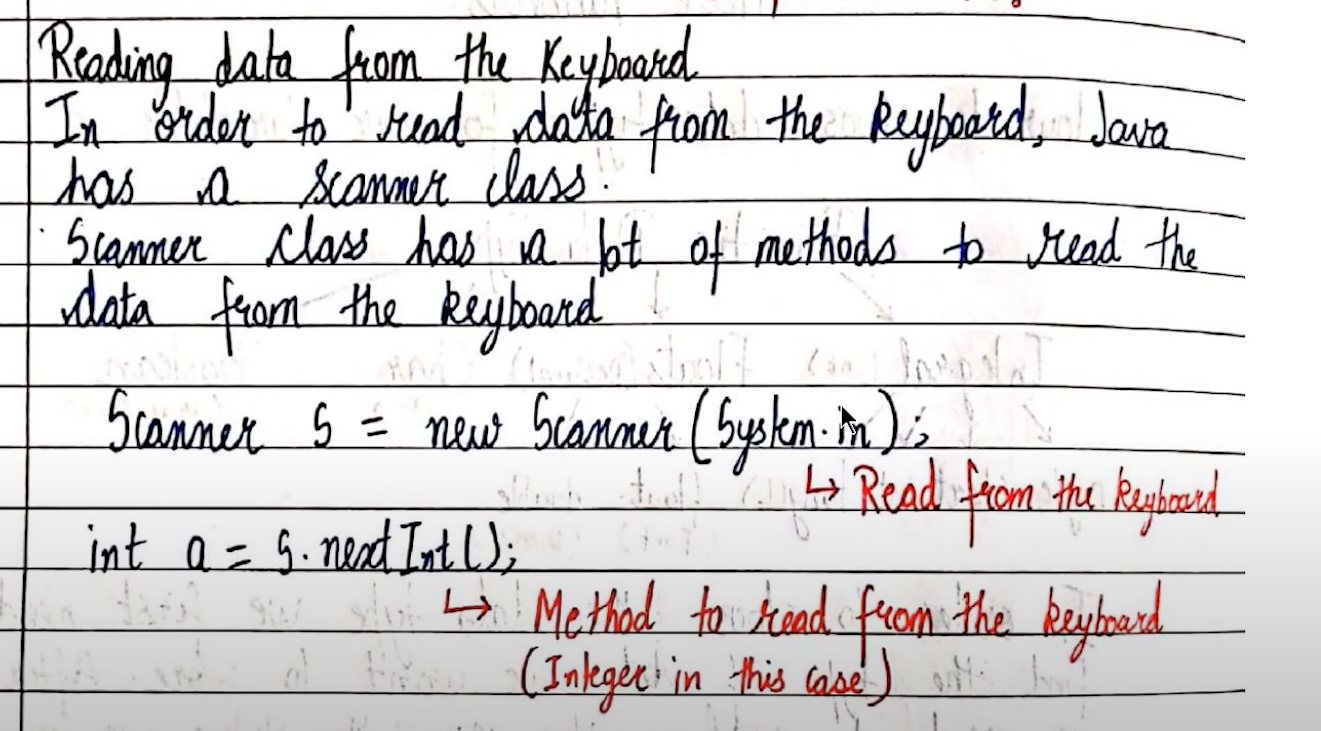 Reading data from the Keyboard
In order to read data from the keyboard, Java
has a scanner class.
Scanner class has a lot of methods to read the
data from the keyboard
Scanner S = new Scanner (System.in);
↳ Read from the keyboard
int a = S.nextInt();
↳ Method to read from the keyboard
(Integer in this case)